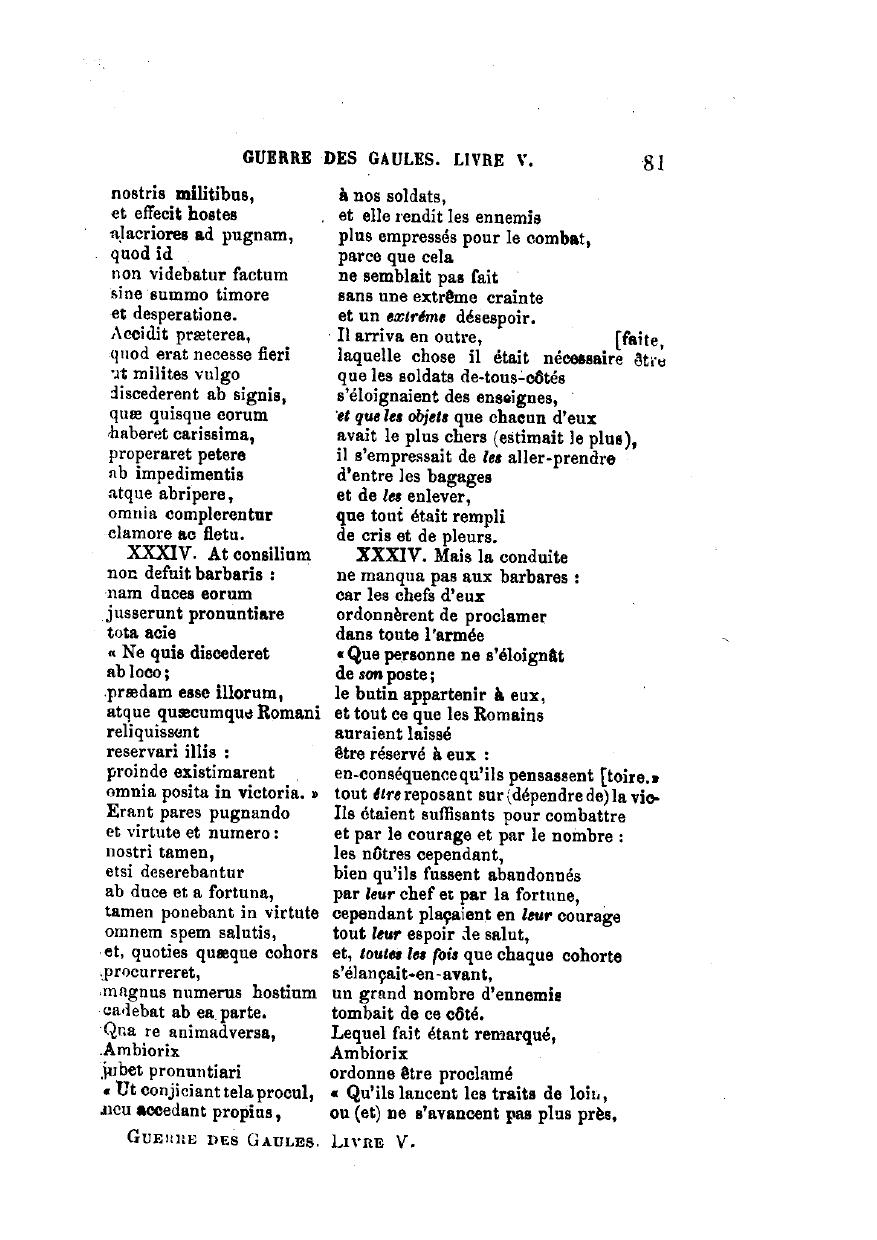 GUERRE DES GAULES. LIVRE V. 81
nostris militibus, à nos soldats,
et effecit hostes et elle rendit les ennemis
alacriores ad pugnam, plus empressés pour le combat,
quod id parce que cela
non videbatur factum ne semblait pas fait
sine summo timore sans une extrême crainte
et desperatione. et un extrême désespoir.
Accidit præterea, Il arriva en outre, [faite,
quod erat necesse fieri laquelle chose il était nécessaire être
ut milites vulgo que les soldats de-tous-côtés
discederent ab signis, s'éloignaient des enseignes,
quæ quisque eorum et que les objets que chacun d'eux
haberet carissima, avait le plus chers (estimait le plus),
properaret petere il s'empressait de les aller-prendre
ab impedimentis d'entre les bagages
atque abripere, et de les enlever,
omnia complerentur que tout était rempli
clamore ac fletu. de cris et de pleurs.
XXXIV. At consilium XXXIV. Mais la conduite
non defuit barbaris : ne manqua pas aux barbares :
nam duces eorum car les chefs d'eux
jusserunt pronuntiare ordonnèrent de proclamer
tota acie dans toute l'armée
« Ne quis discederet « Que personne ne s'éloignât
ab loco ; de son poste ;
prædam esse illorum, le butin appartenir à eux,
atque quæcumque Romani et tout ce que les Romains
reliquissent auraient laissé
reservari illis : être réservé à eux :
proinde existimarent en-conséquence qu'ils pensassent [toire. »
omnia posita in victoria. » tout être reposant sur (dépendre de) la vic-
Erant pares pugnando Ils étaient suffisants pour combattre
et virtute et numero : et par le courage et par le nombre :
nostri tamen, les nôtres cependant,
etsi deserebantur bien qu'ils fussent abandonnés
ab duce et a fortuna, par leur chef et par la fortune,
tamen ponebant in virtute cependant plaçaient en leur courage
omnem spem salutis, tout leur espoir de salut,
et, quoties quæque cohors et, toutes les fois que chaque cohorte
procurreret, s'élançait-en-avant,
magnus numerus hostium un grand nombre d'ennemis
cadebat ab ea parte. tombait de ce côté.
Qua re animadversa, Lequel fait étant remarqué,
Ambiorix Ambiorix
jubet pronuntiari ordonne être proclamé
« Ut conjiciant tela procul, « Qu'ils lancent les traits de loin,
neu accedant propius, ou (et) ne s'avancent pas plus près,
GUERRE DES GAULES. LIVRE V.